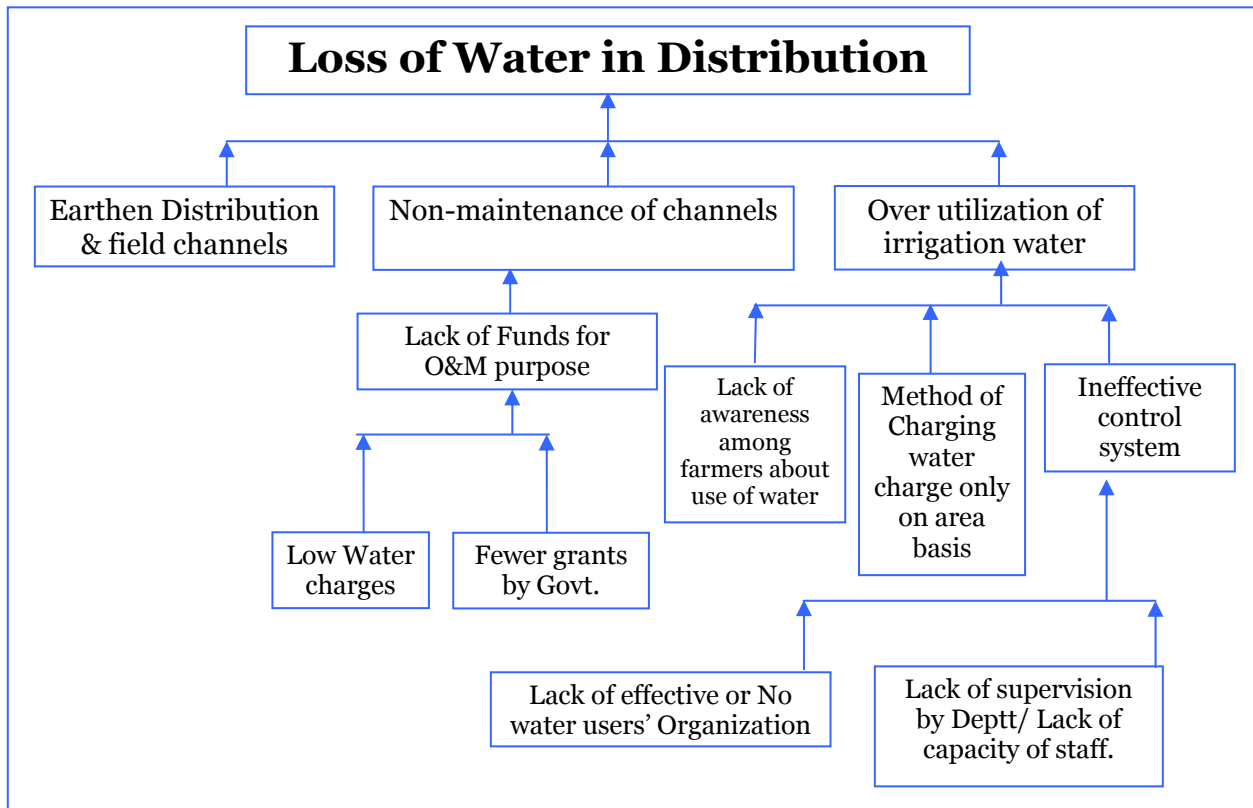 Loss of Water in Distribution
Earthen Distribution
& field channels
Non-maintenance of channels
Over utilization of
irrigation water
Lack of Funds for
O&M purpose
Lack of
awareness
among
farmers about
use of water
Method of
Charging
water
charge only
on area
basis
Ineffective
control
system
Low Water
charges
Fewer grants
by Govt.
Lack of effective or No
water users’ Organization
Lack of supervision
by Deptt/ Lack of
capacity of staff.